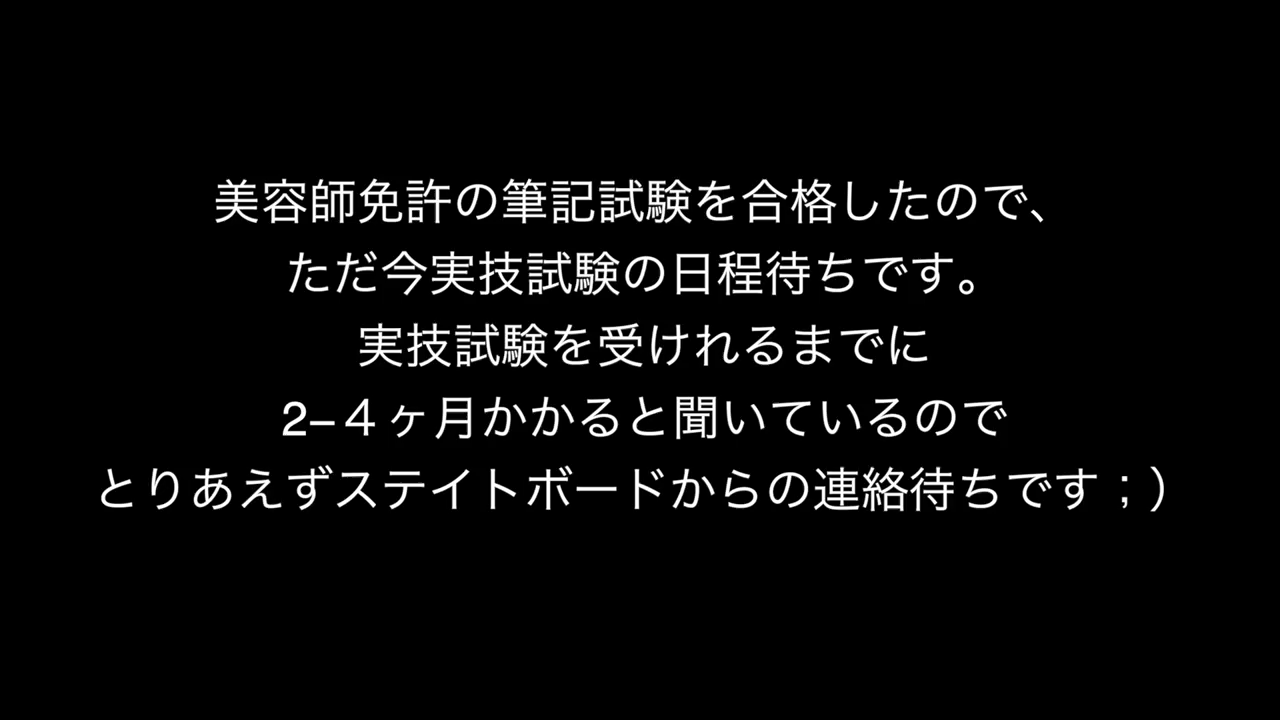 美容師免許の筆記試験を合格したので、
ただ今実技試験の日程待ちです。
実技試験を受けれるまでに
2–４ヶ月かかると聞いているので
とりあえずステイトボードからの連絡待ちです；）